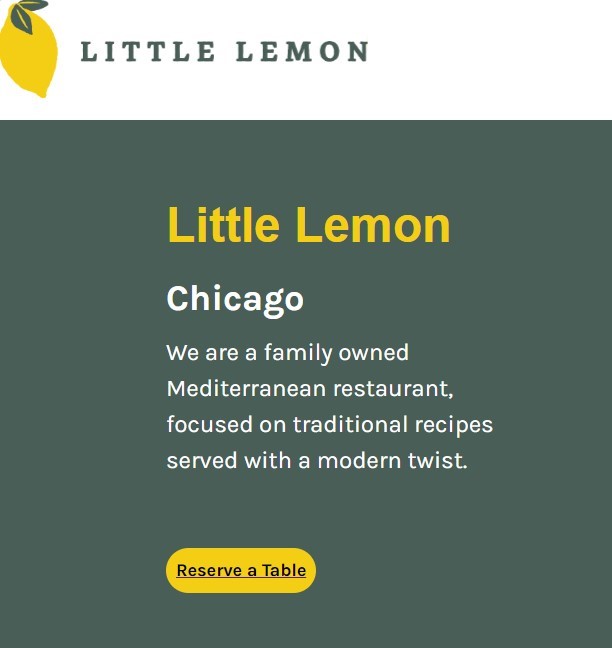 LITTLE LEMON
Little Lemon
Chicago
We are a family owned
Mediterranean restaurant,
focused on traditional recipes
served with a modern twist.
Reserve a Table